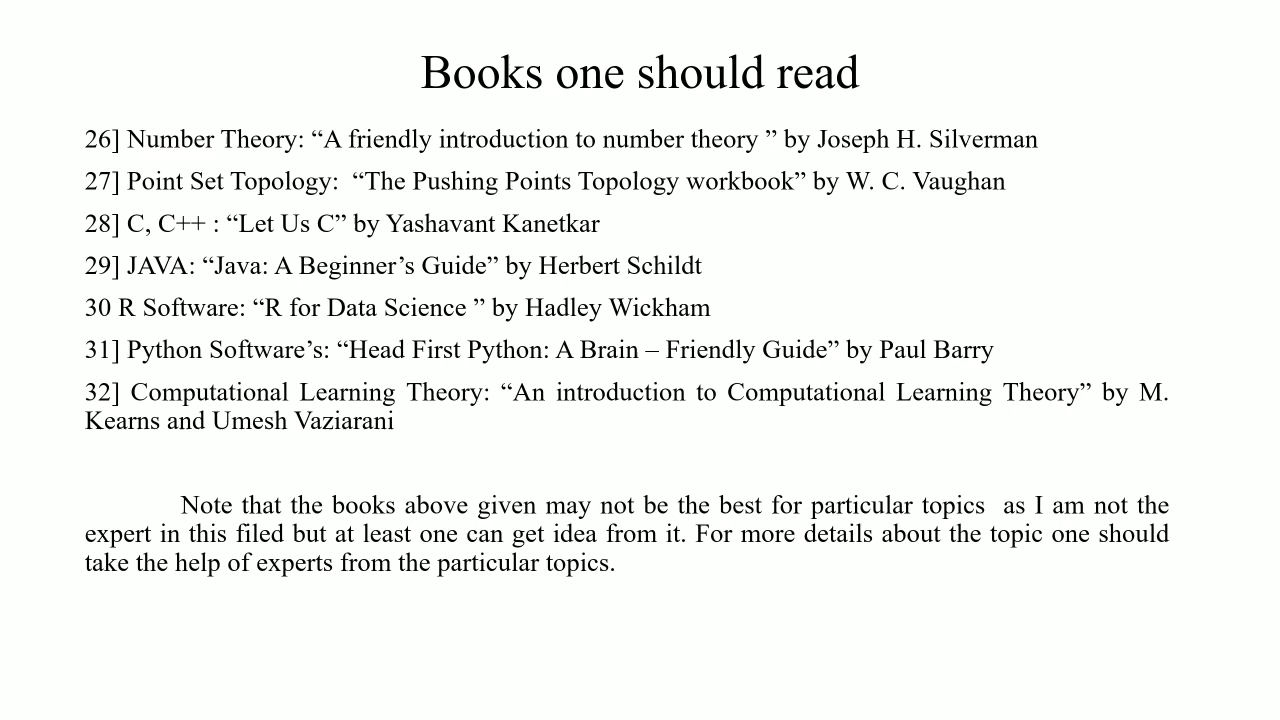 Books one should read
26] Number Theory: “A friendly introduction to number theory ” by Joseph H. Silverman
27] Point Set Topology:  “The Pushing Points Topology workbook” by W. C. Vaughan
28] C, C++ : “Let Us C” by Yashavant Kanetkar
29] JAVA: “Java: A Beginner’s Guide” by Herbert Schildt
30 R Software: “R for Data Science ” by Hadley Wickham
31] Python Software’s: “Head First Python: A Brain – Friendly Guide” by Paul Barry
32] Computational Learning Theory: “An introduction to Computational Learning Theory” by M.
Kearns and Umesh Vaziarani
Note that the books above given may not be the best for particular topics  as I am not the
expert in this filed but at least one can get idea from it. For more details about the topic one should
take the help of experts from the particular topics.